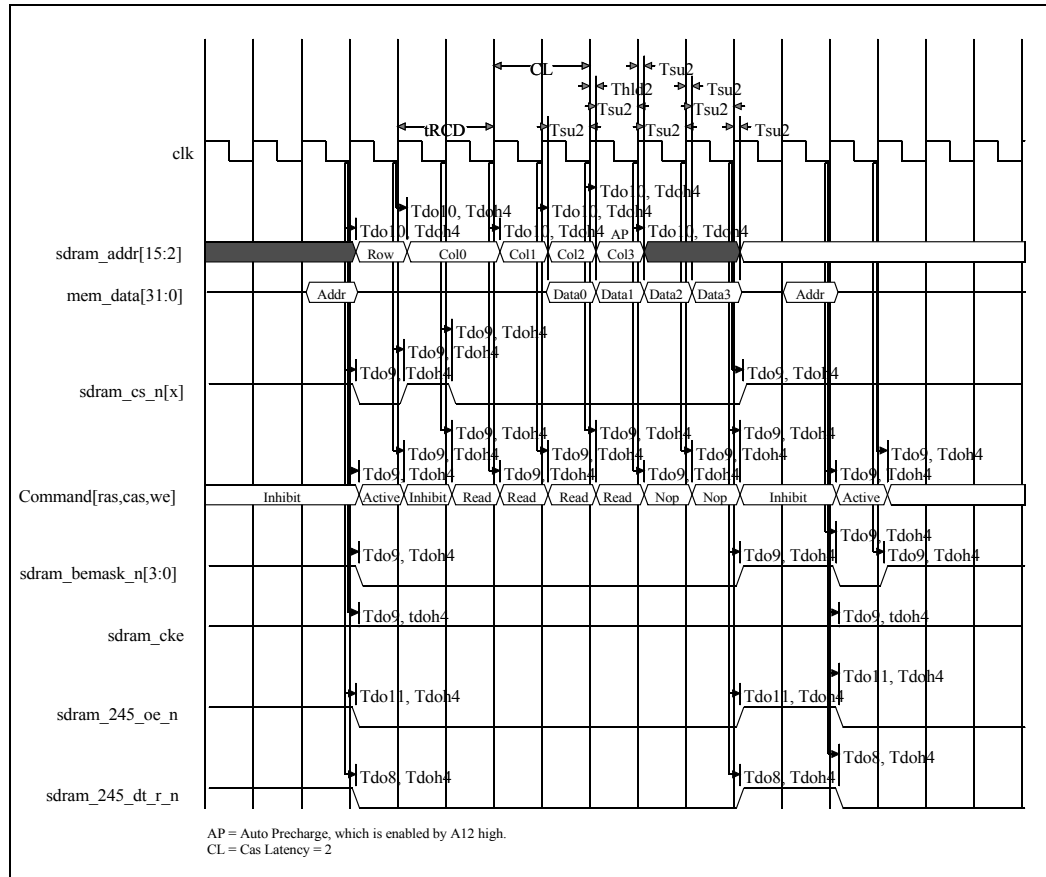 CL
Tsu2
Thld2
Tsu2
Tsu2
Tsu2
tRCD
Tsu2
Tsu2
Tsu2
clk
Tdo10, Tdoh4
Tdo10, Tdoh4
Tdo10, Tdoh4
Tdo10, Tdoh4
Tdo10, Tdoh4
AP
Tdo10, Tdoh4
sdram_addr[15:2]
Row
Col0
Col1
Col2
Col3
mem_data[31:0]
Addr
Data0
Data1
Data2
Data3
Addr
Tdo9, Tdoh4
Tdo9, Tdoh4
Tdo9, Tdoh4
Tdo9, Tdoh4
sdram_cs_n[x]
Tdo9, Tdoh4
Tdo9, Tdoh4
Tdo9, Tdoh4
Tdo9, Tdoh4
Tdo9, Tdoh4
Tdo9, Tdoh4
Tdo9, Tdoh4
Tdo9, Tdoh4
Tdo9, Tdoh4
Tdo9, Tdoh4
Tdo9, Tdoh4
Command[ras,cas,we]
Inhibit
Active
Inhibit
Read
Read
Read
Read
Nop
Nop
Inhibit
Active
Tdo9, Tdoh4
Tdo9, Tdoh4
Tdo9, Tdoh4
Tdo9, Tdoh4
sdram_bemask_n[3:0]
Tdo9, tdoh4
Tdo9, tdoh4
sdram_cke
Tdo11, Tdoh4
Tdo11, Tdoh4
Tdo11, Tdoh4
sdram_245_oe_n
Tdo8, Tdoh4
Tdo8, Tdoh4
Tdo8, Tdoh4
sdram_245_dt_r_n
AP = Auto Precharge, which is enabled by A12 high.
CL = Cas Latency = 2